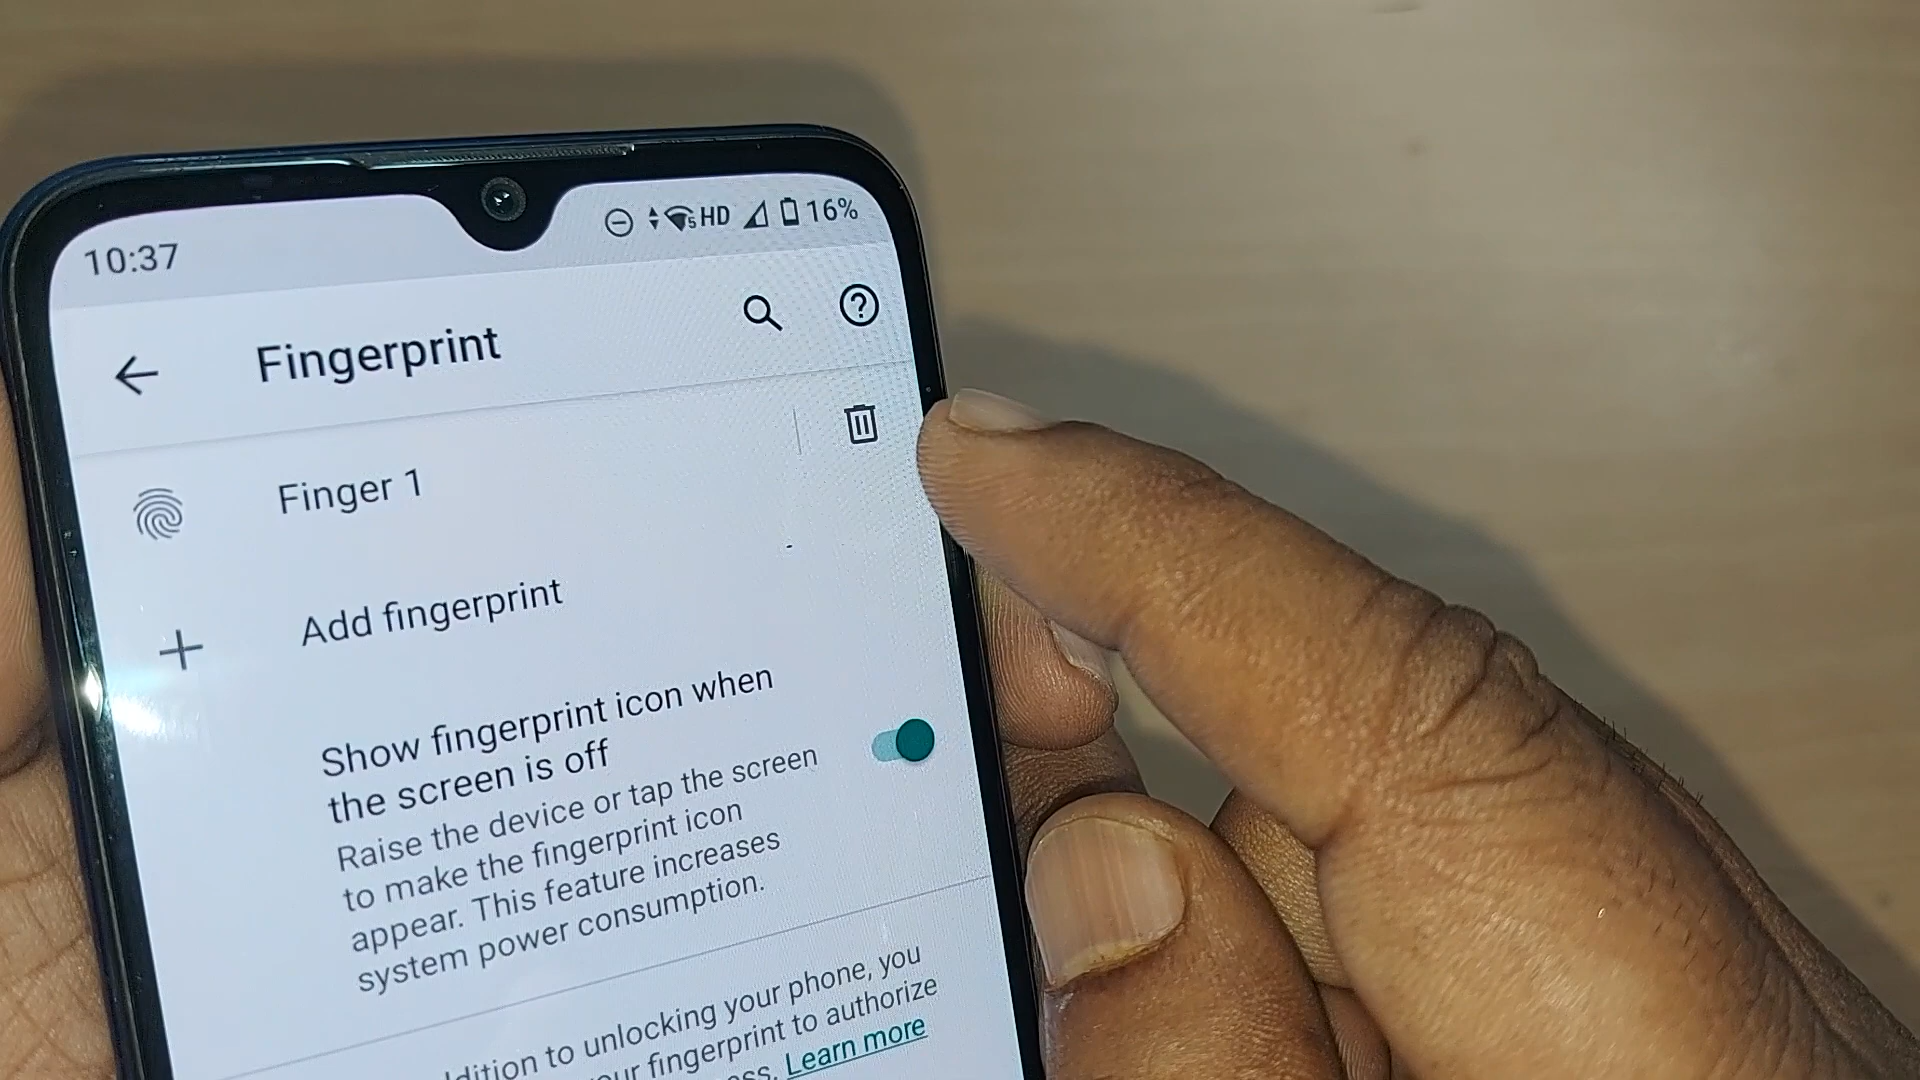 10:37 5 HD 16%
Fingerprint
Finger 1
Add fingerprint
Show fingerprint icon when
the screen is off
Raise the device or tap the screen
to make the fingerprint icon
appear. This feature increases
system power consumption.
to unlocking your phone, you
fingerprint to authorize
Learn more